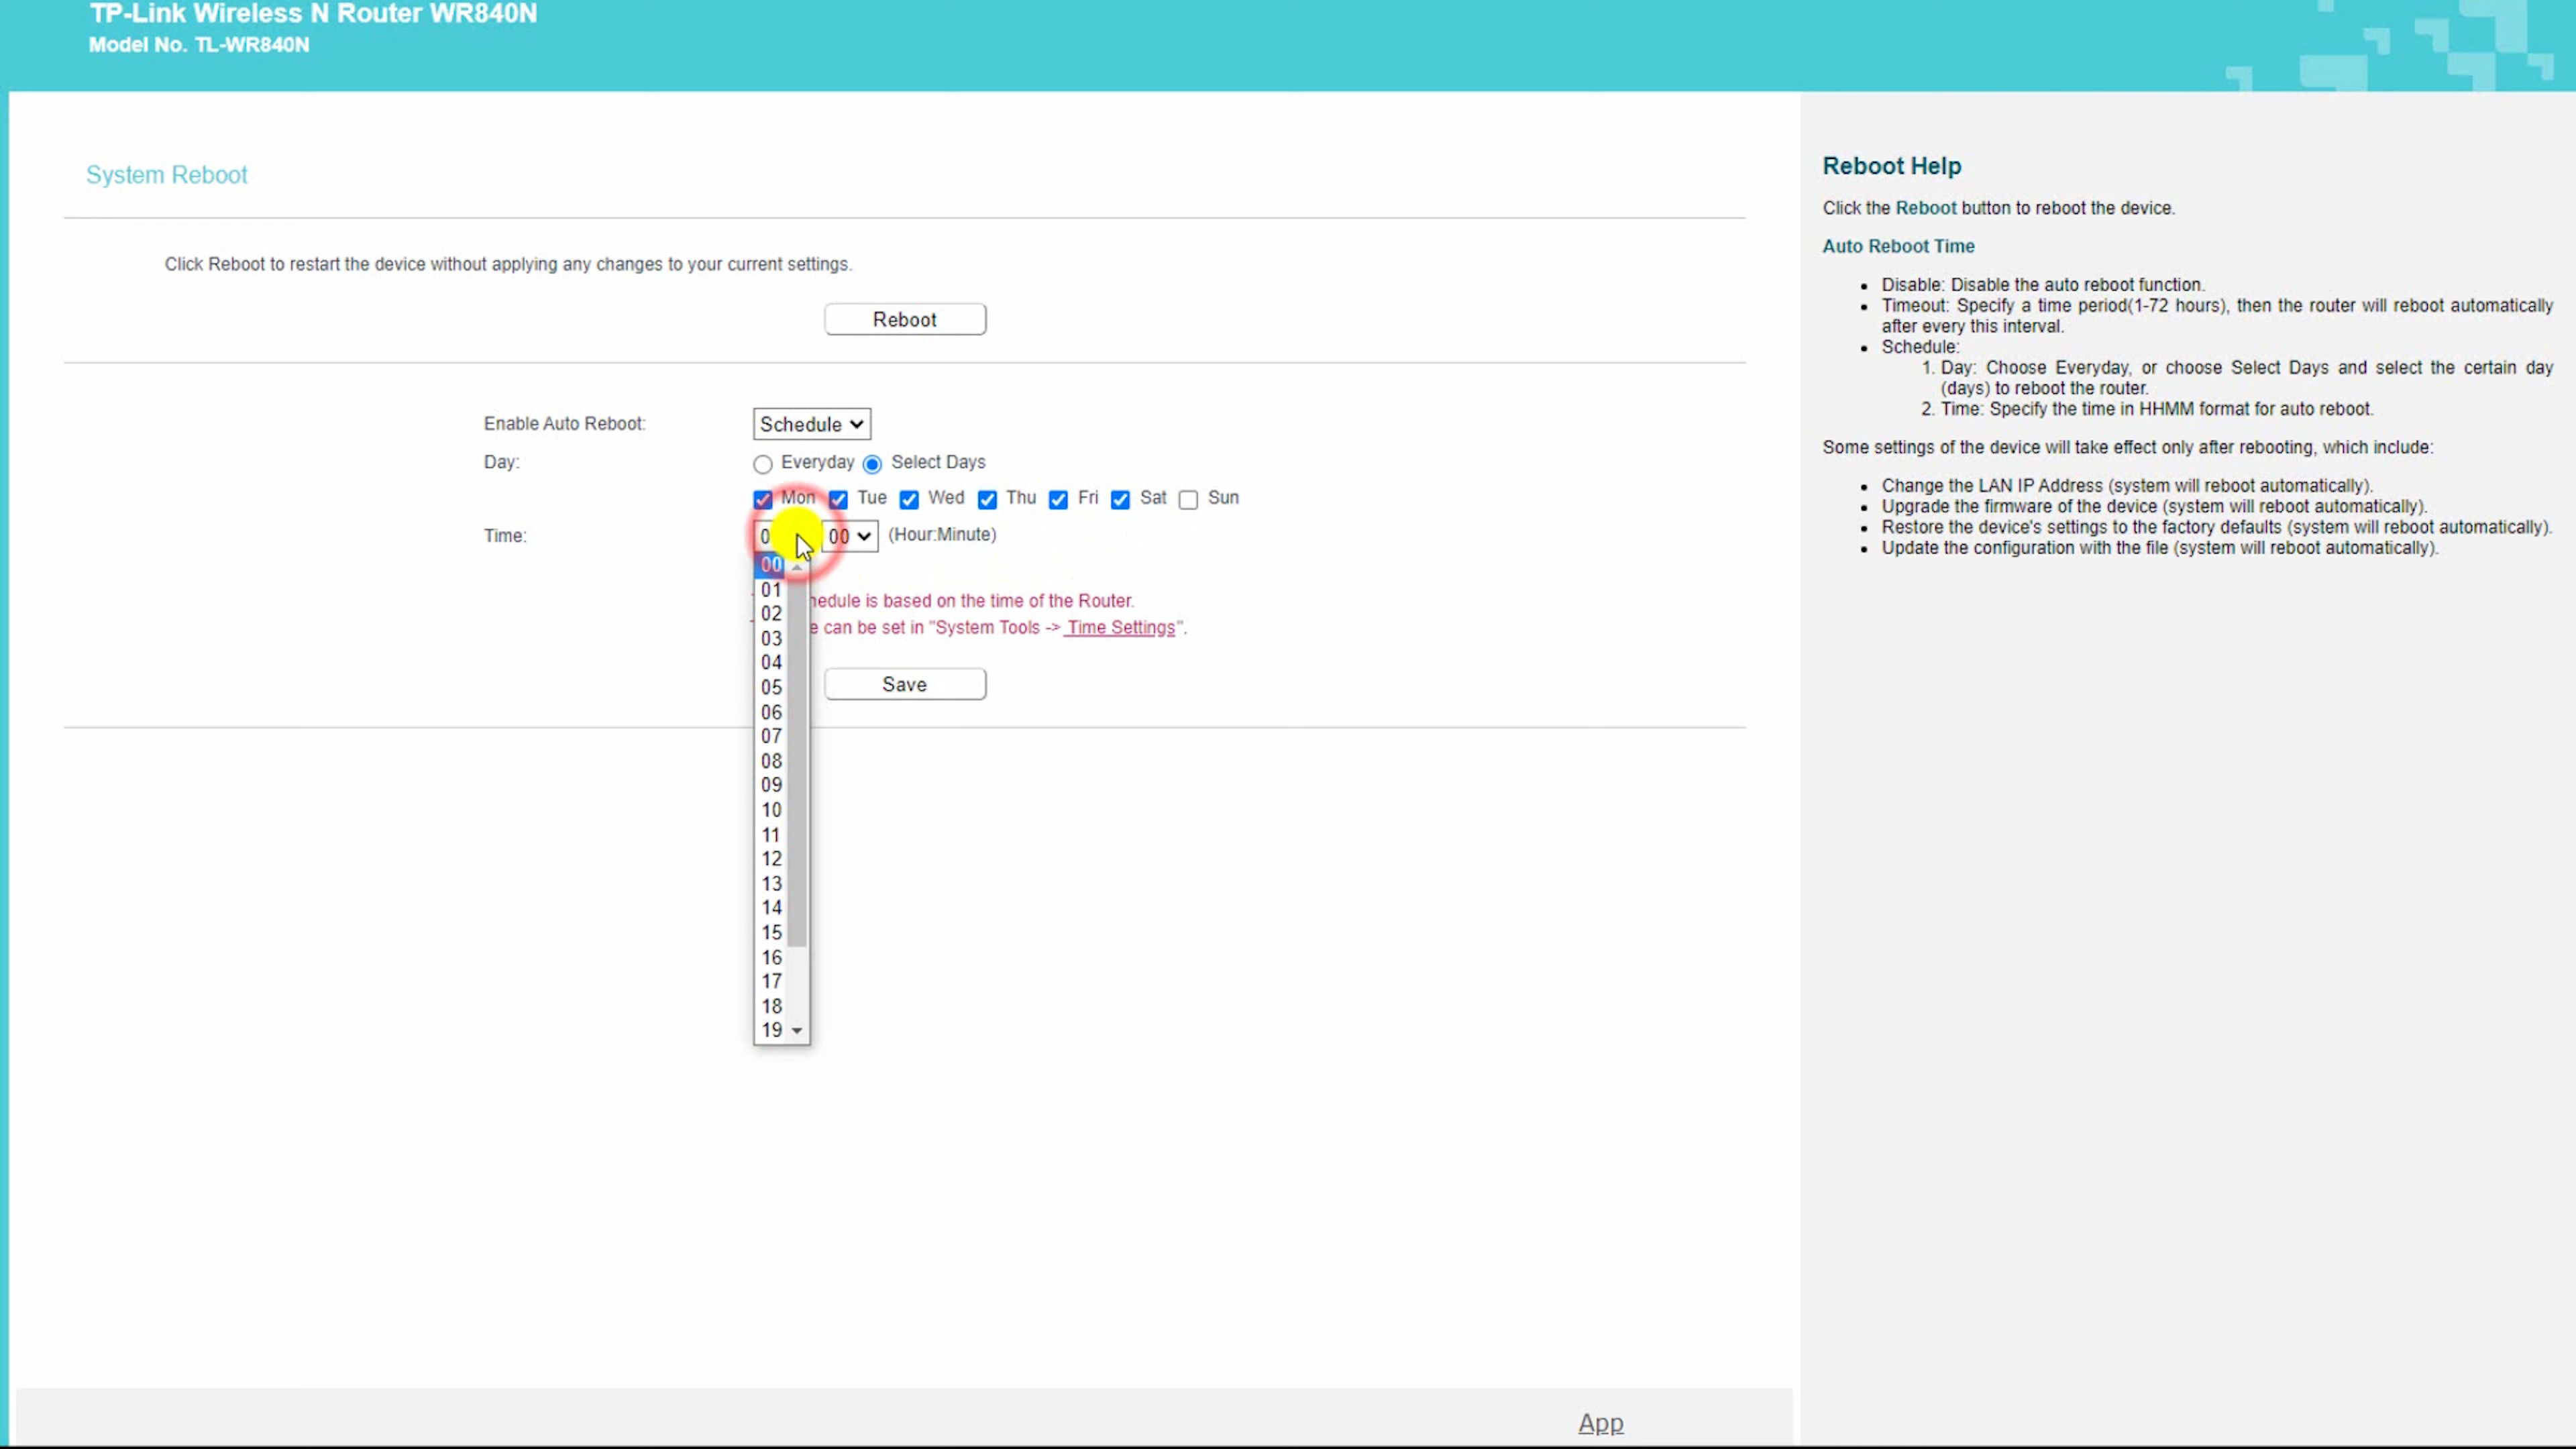 TP-Link Wireless N Router WR840N
Model No. TL-WR840N
System Reboot
Click Reboot to restart the device without applying any changes to your current settings.
Reboot
Enable Auto Reboot:
Schedule
Day:
Everyday
Select Days
Mon
Tue
Wed
Thu
Fri
Sat
Sun
Time:
0
00
(Hour:Minute)
00
01
02
03
04
05
06
07
08
09
10
11
12
13
14
15
16
17
18
19
is based on the time of the Router.
can be set in "System Tools -> Time Settings".
Save
Reboot Help
Click the Reboot button to reboot the device.
Auto Reboot Time
• Disable: Disable the auto reboot function.
• Timeout: Specify a time period(1-72 hours), then the router will reboot automatically
after every this interval.
• Schedule:
1. Day: Choose Everyday, or choose Select Days and select the certain day
(days) to reboot the router.
2. Time: Specify the time in HHMM format for auto reboot.
Some settings of the device will take effect only after rebooting, which include:
• Change the LAN IP Address (system will reboot automatically).
• Upgrade the firmware of the device (system will reboot automatically).
• Restore the device's settings to the factory defaults (system will reboot automatically).
• Update the configuration with the file (system will reboot automatically).
App